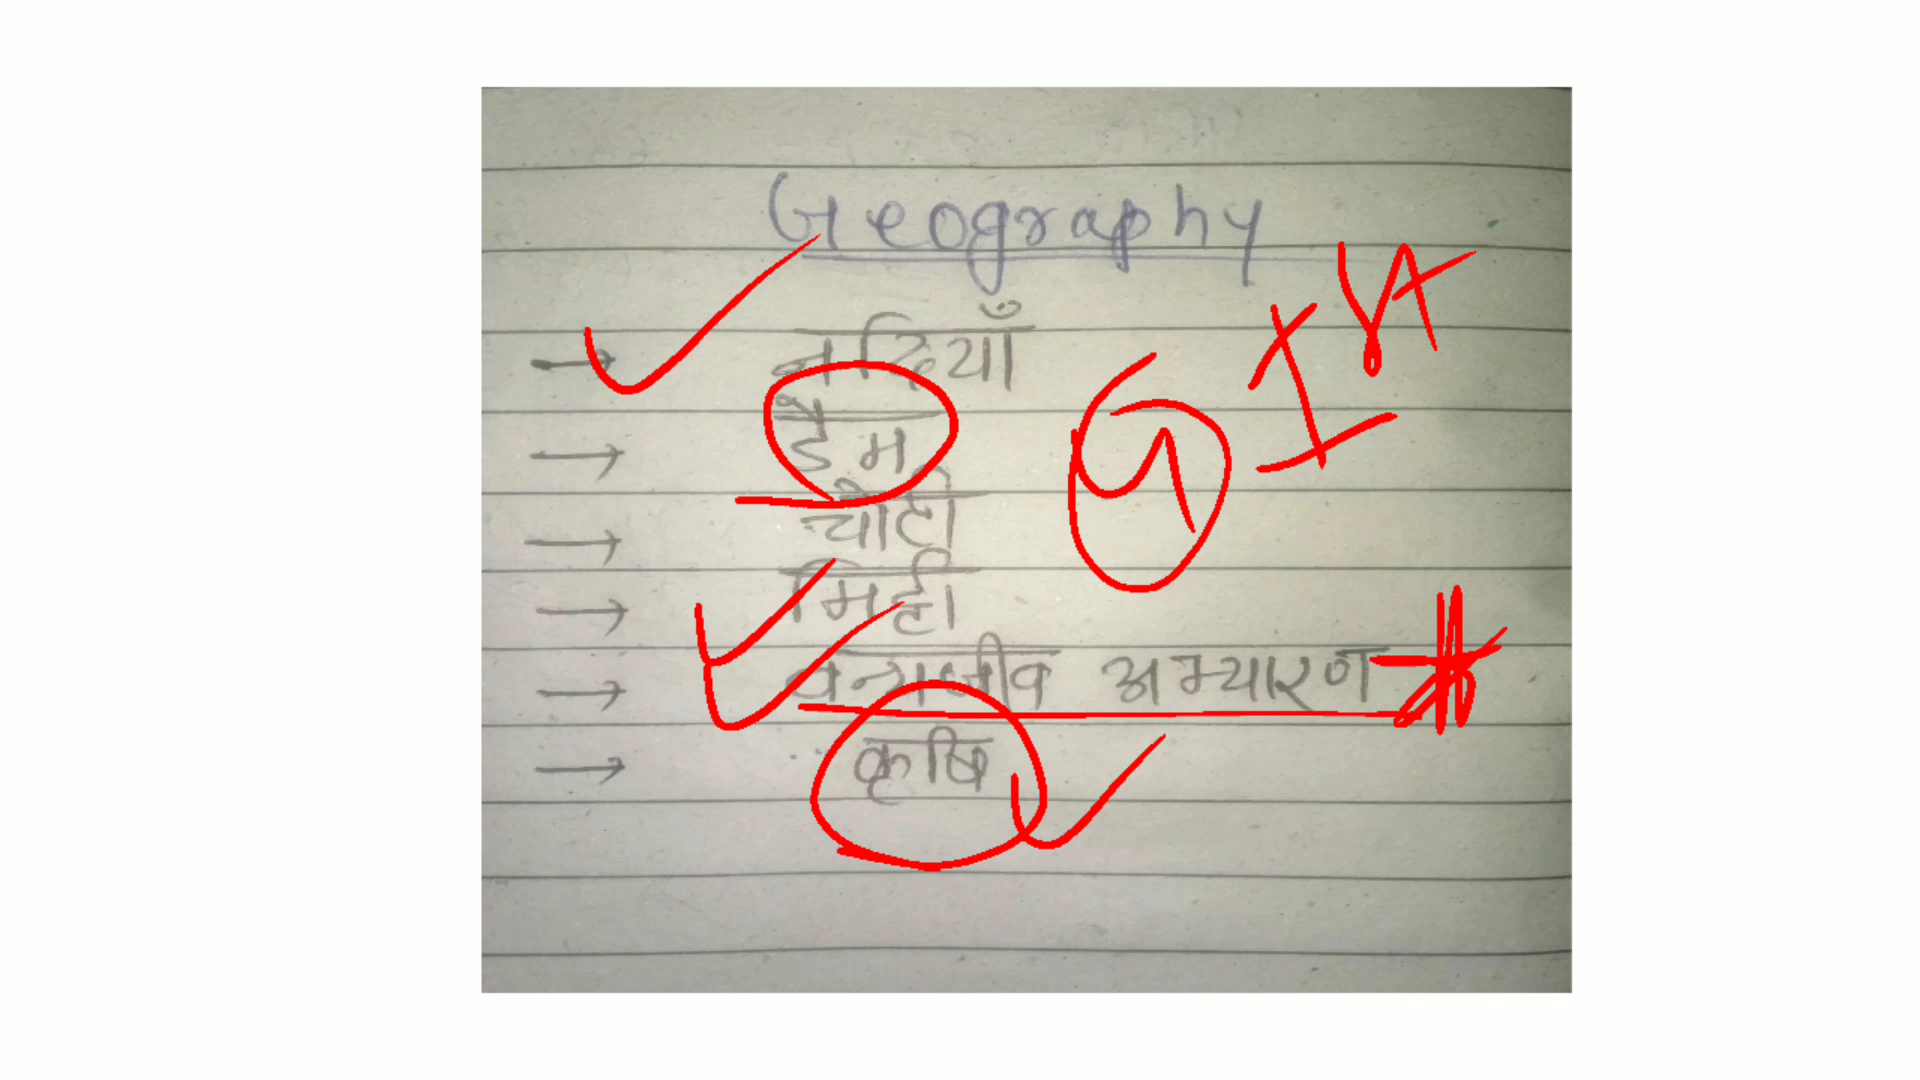 Geography
→ नदियाँ
→ डैम
→ चोटी
→ मिट्टी
→ वन्यजीव अभ्यारण
→ कृषि